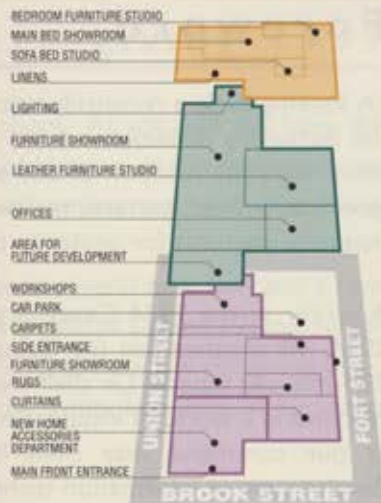 BEDROOM FURNITURE STUDIO
MAIN BED SHOWROOM
SOFA BED STUDIO
LINENS
LIGHTING
FURNITURE SHOWROOM
LEATHER FURNITURE STUDIO
OFFICES
AREA FOR
FUTURE DEVELOPMENT
WORKSHOPS
CAR PARK
CARPETS
SIDE ENTRANCE
FURNITURE SHOWROOM
RUGS
CURTAINS
NEW HOME
ACCESSORIES
DEPARTMENT
MAIN FRONT ENTRANCE
UNION STREET
FORT STREET
BROOK STREET